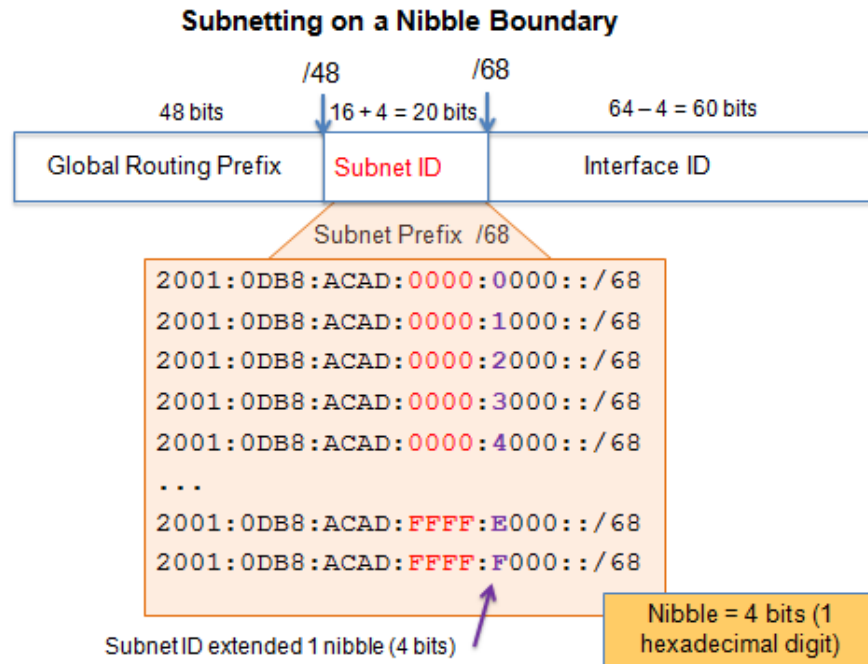 Subnetting on a Nibble Boundary
/48
/68
48 bits
16 + 4 = 20 bits
64 – 4 = 60 bits
Global Routing Prefix
Subnet ID
Interface ID
Subnet Prefix /68
2001:0DB8:ACAD:0000:0000::/68
2001:0DB8:ACAD:0000:1000::/68
2001:0DB8:ACAD:0000:2000::/68
2001:0DB8:ACAD:0000:3000::/68
2001:0DB8:ACAD:0000:4000::/68
...
2001:0DB8:ACAD:FFFF:E000::/68
2001:0DB8:ACAD:FFFF:F000::/68
Subnet ID extended 1 nibble (4 bits)
Nibble = 4 bits (1
hexadecimal digit)